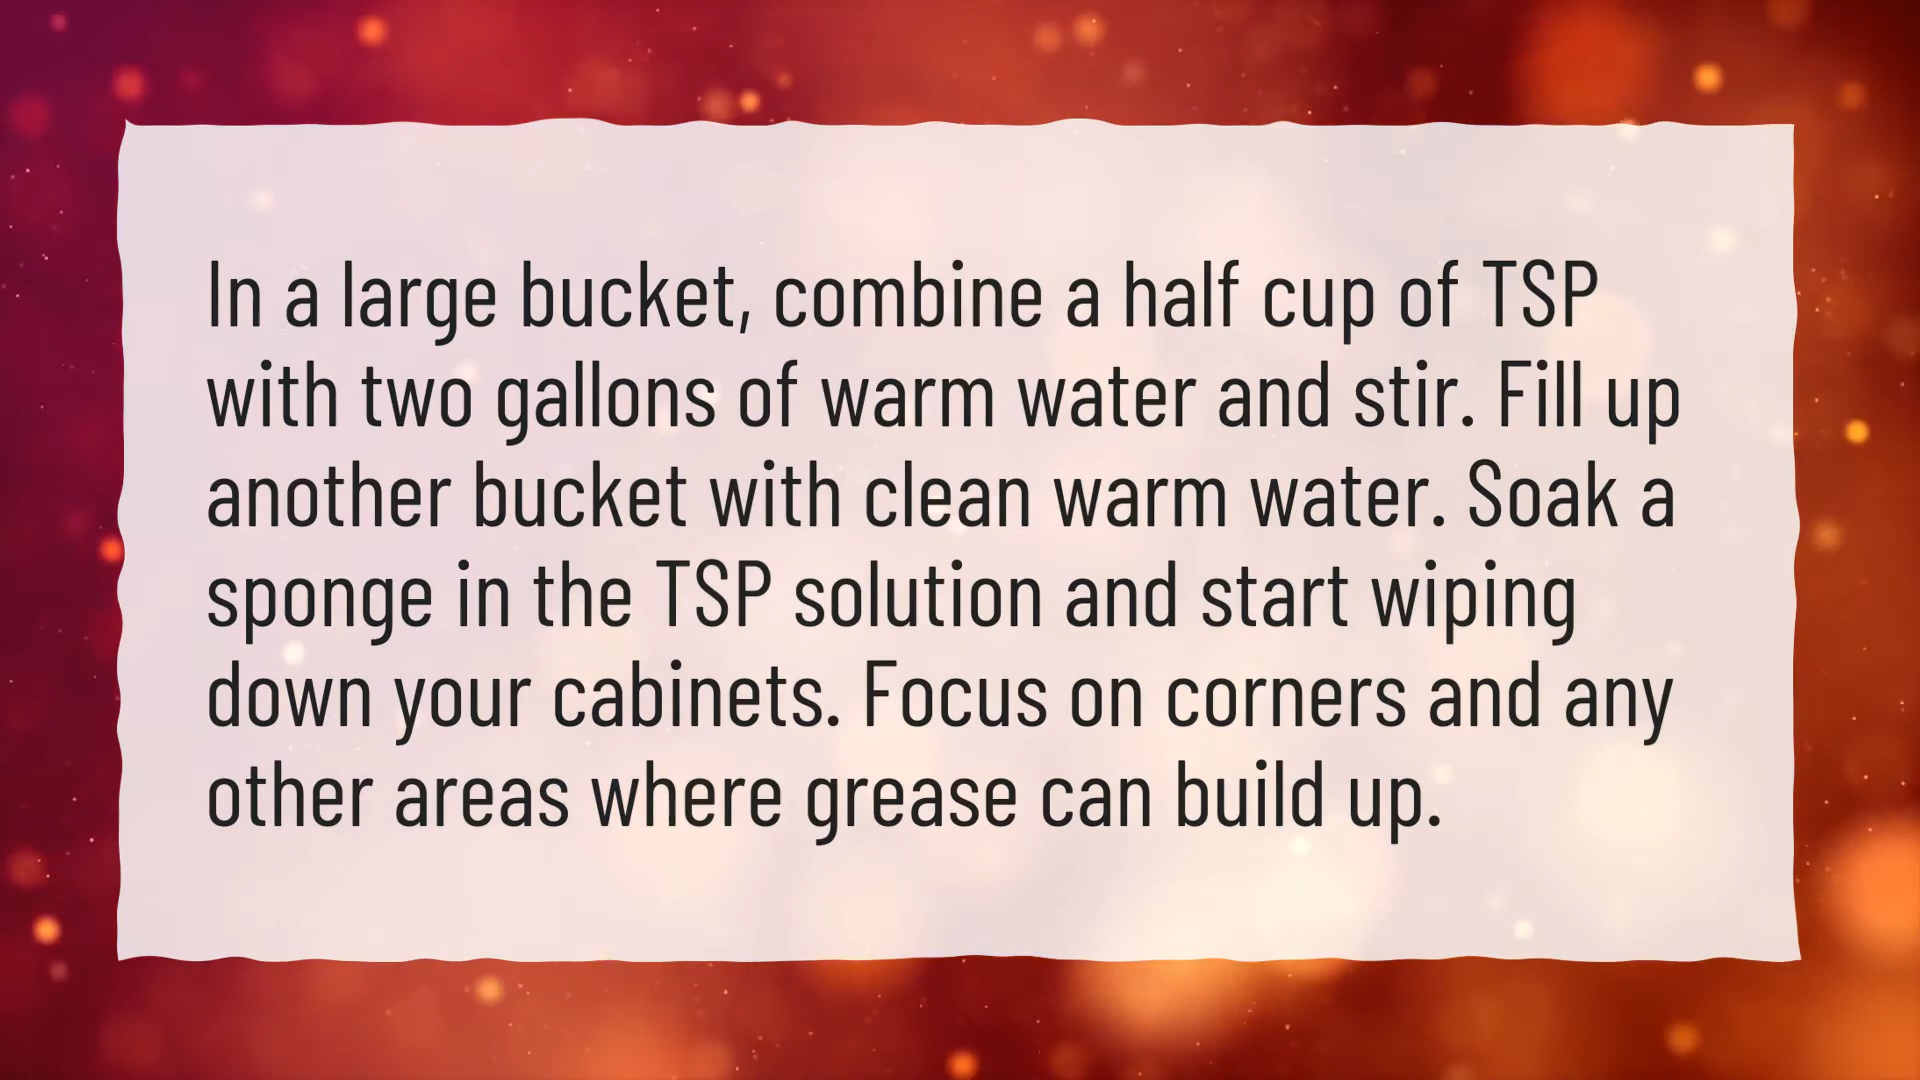 In a large bucket, combine a half cup of TSP
with two gallons of warm water and stir. Fill up
another bucket with clean warm water. Soak a
sponge in the TSP solution and start wiping
down your cabinets. Focus on corners and any
other areas where grease can build up.